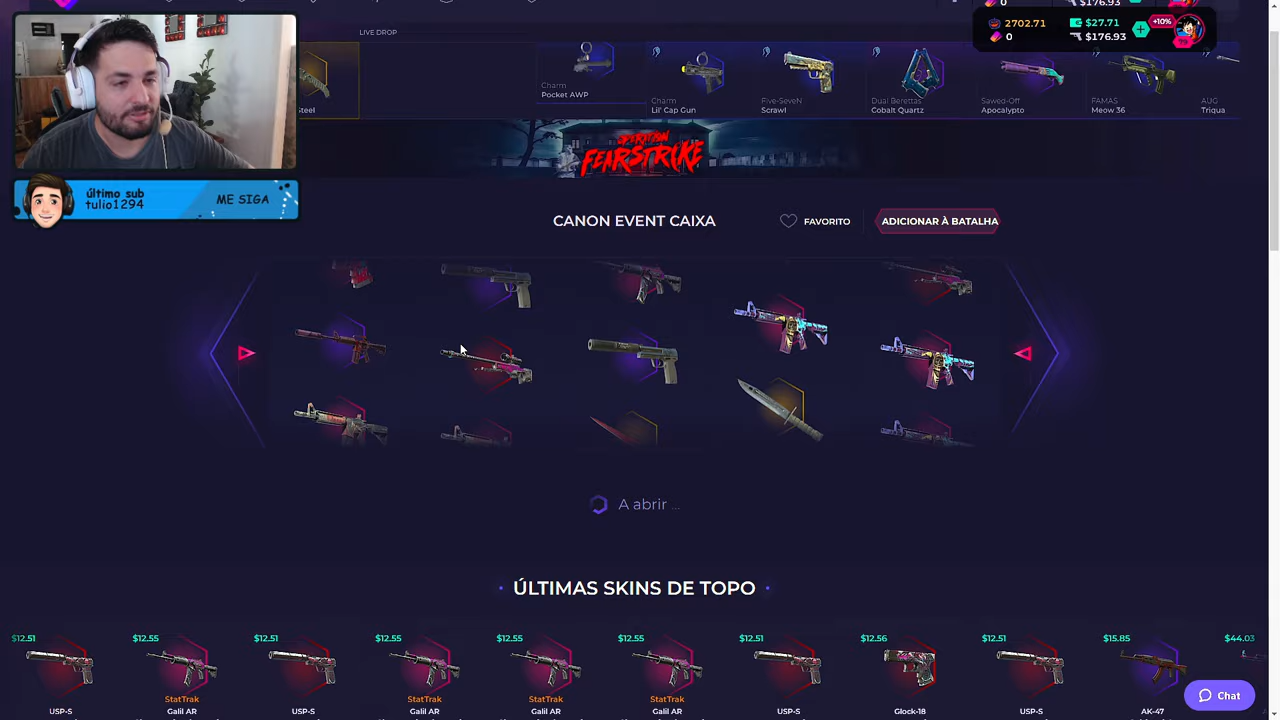 $176.93
2702.71
$27.71
+10%
0
$176.93
LIVE DROP
Steel
Charm
Pocket AWP
Charm
Lil' Cap Gun
Five-SeveN
Scrawl
Dual Berettas
Cobalt Quartz
Sawed-Off
Apocalypto
FAMAS
Meow 36
AUG
Triqua
OPERATION
FEARSTRIKE
último sub
tulio1294
ME SIGA
CANON EVENT CAIXA
FAVORITO
ADICIONAR À BATALHA
A abrir ...
ÚLTIMAS SKINS DE TOPO
$12.51
$12.55
$12.51
$12.55
$12.55
$12.55
$12.51
$12.56
$12.51
$15.85
$44.03
StatTrak
StatTrak
StatTrak
StatTrak
USP-S
Galil AR
USP-S
Galil AR
Galil AR
Galil AR
USP-S
Glock-18
USP-S
AK-47
Chat